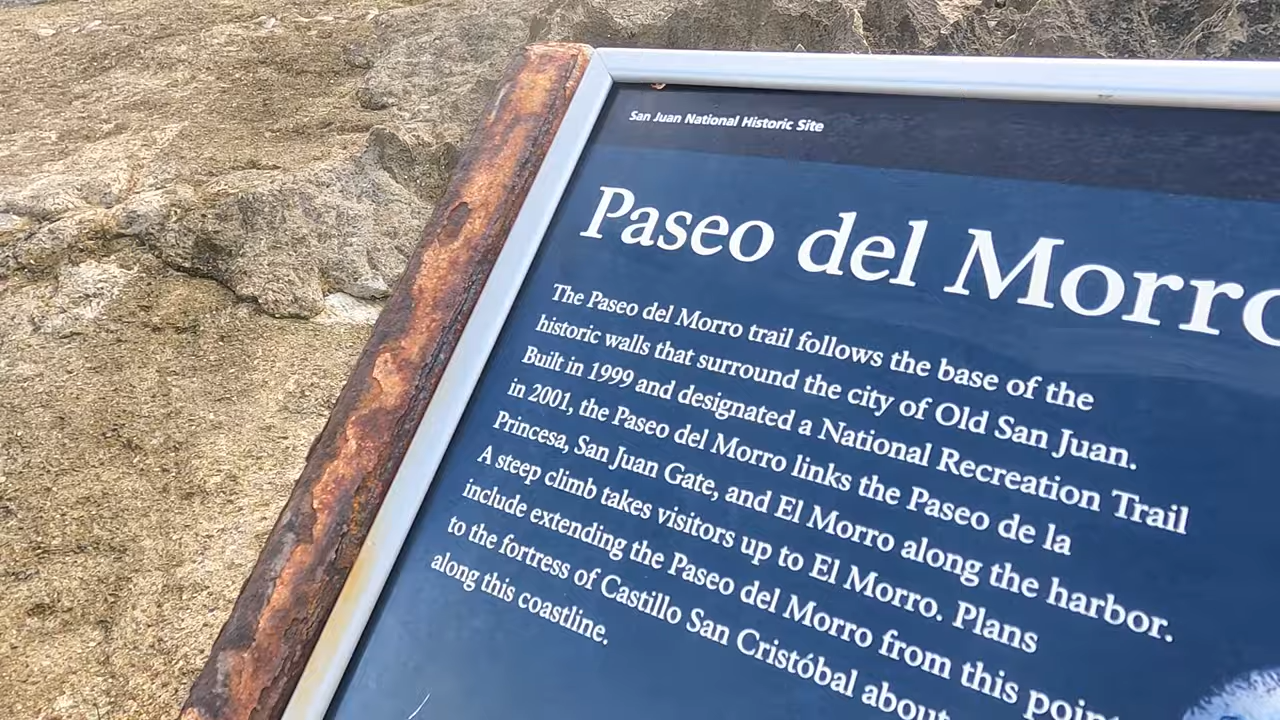 San Juan National Historic Site
Paseo del Morro
The Paseo del Morro trail follows the base of the
historic walls that surround the city of Old San Juan.
Built in 1999 and designated a National Recreation Trail
in 2001, the Paseo del Morro links the Paseo de la
Princesa, San Juan Gate, and El Morro along the harbor.
A steep climb takes visitors up to El Morro. Plans
include extending the Paseo del Morro from this point
to the fortress of Castillo San Cristóbal about
along this coastline.